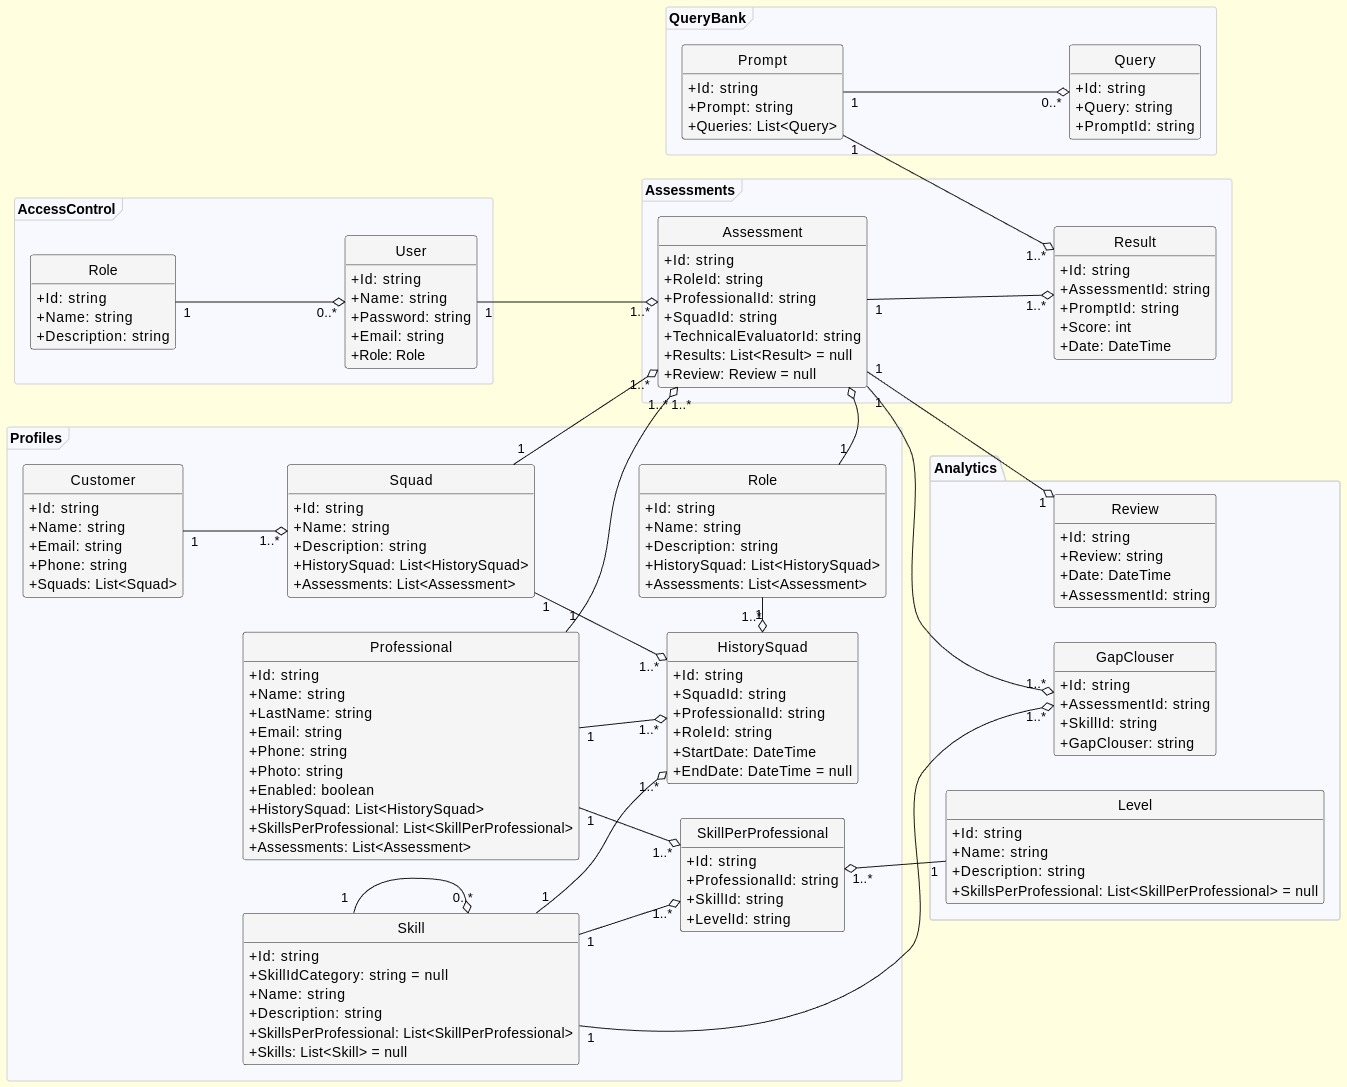 QueryBank
Prompt
+Id: string
+Prompt: string
+Queries: List<Query>
Query
+Id: string
+Query: string
+PromptId: string
1
0..*
1
AccessControl
Role
+Id: string
+Name: string
+Description: string
User
+Id: string
+Name: string
+Password: string
+Email: string
+Role: Role
1
0..*
1
1..*
Assessments
Assessment
+Id: string
+RoleId: string
+ProfessionalId: string
+SquadId: string
+TechnicalEvaluatorId: string
+Results: List<Result> = null
+Review: Review = null
Result
+Id: string
+AssessmentId: string
+PromptId: string
+Score: int
+Date: DateTime
1..*
1
1..*
1
1
1..*
1..* 1..*
1
1
Profiles
Customer
+Id: string
+Name: string
+Email: string
+Phone: string
+Squads: List<Squad>
1
1..*
Squad
+Id: string
+Name: string
+Description: string
+HistorySquad: List<HistorySquad>
+Assessments: List<Assessment>
Role
+Id: string
+Name: string
+Description: string
+HistorySquad: List<HistorySquad>
+Assessments: List<Assessment>
1
1
1..*
1
1..*
Professional
+Id: string
+Name: string
+LastName: string
+Email: string
+Phone: string
+Photo: string
+Enabled: boolean
+HistorySquad: List<HistorySquad>
+SkillsPerProfessional: List<SkillPerProfessional>
+Assessments: List<Assessment>
HistorySquad
+Id: string
+SquadId: string
+ProfessionalId: string
+RoleId: string
+StartDate: DateTime
+EndDate: DateTime = null
1
1..*
1..*
1
1..*
SkillPerProfessional
+Id: string
+ProfessionalId: string
+SkillId: string
+LevelId: string
1
0..*
1
1..*
1
1
1..*
1
Skill
+Id: string
+SkillIdCategory: string = null
+Name: string
+Description: string
+SkillsPerProfessional: List<SkillPerProfessional>
+Skills: List<Skill> = null
Analytics
1
Review
+Id: string
+Review: string
+Date: DateTime
+AssessmentId: string
1..*
1..*
GapClouser
+Id: string
+AssessmentId: string
+SkillId: string
+GapClouser: string
Level
+Id: string
+Name: string
+Description: string
+SkillsPerProfessional: List<SkillPerProfessional> = null